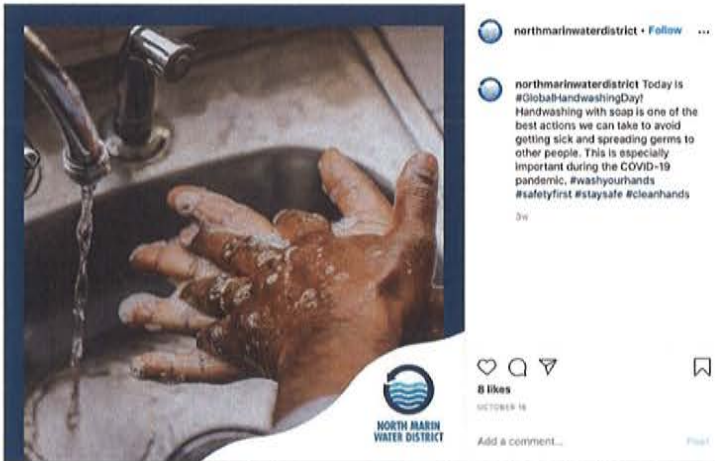 northmarinwaterdistrict • Follow
northmarinwaterdistrict Today is
#GlobalHandwashingDay!
Handwashing with soap is one of the
best actions we can take to avoid
getting sick and spreading germs to
other people. This is especially
important during the COVID-19
pandemic. #washyourhands
#safetyfirst #staysafe #cleanhands
3w
8 likes
OCTOBER
Add a comment...
Post
NORTH MARIN
WATER DISTRICT